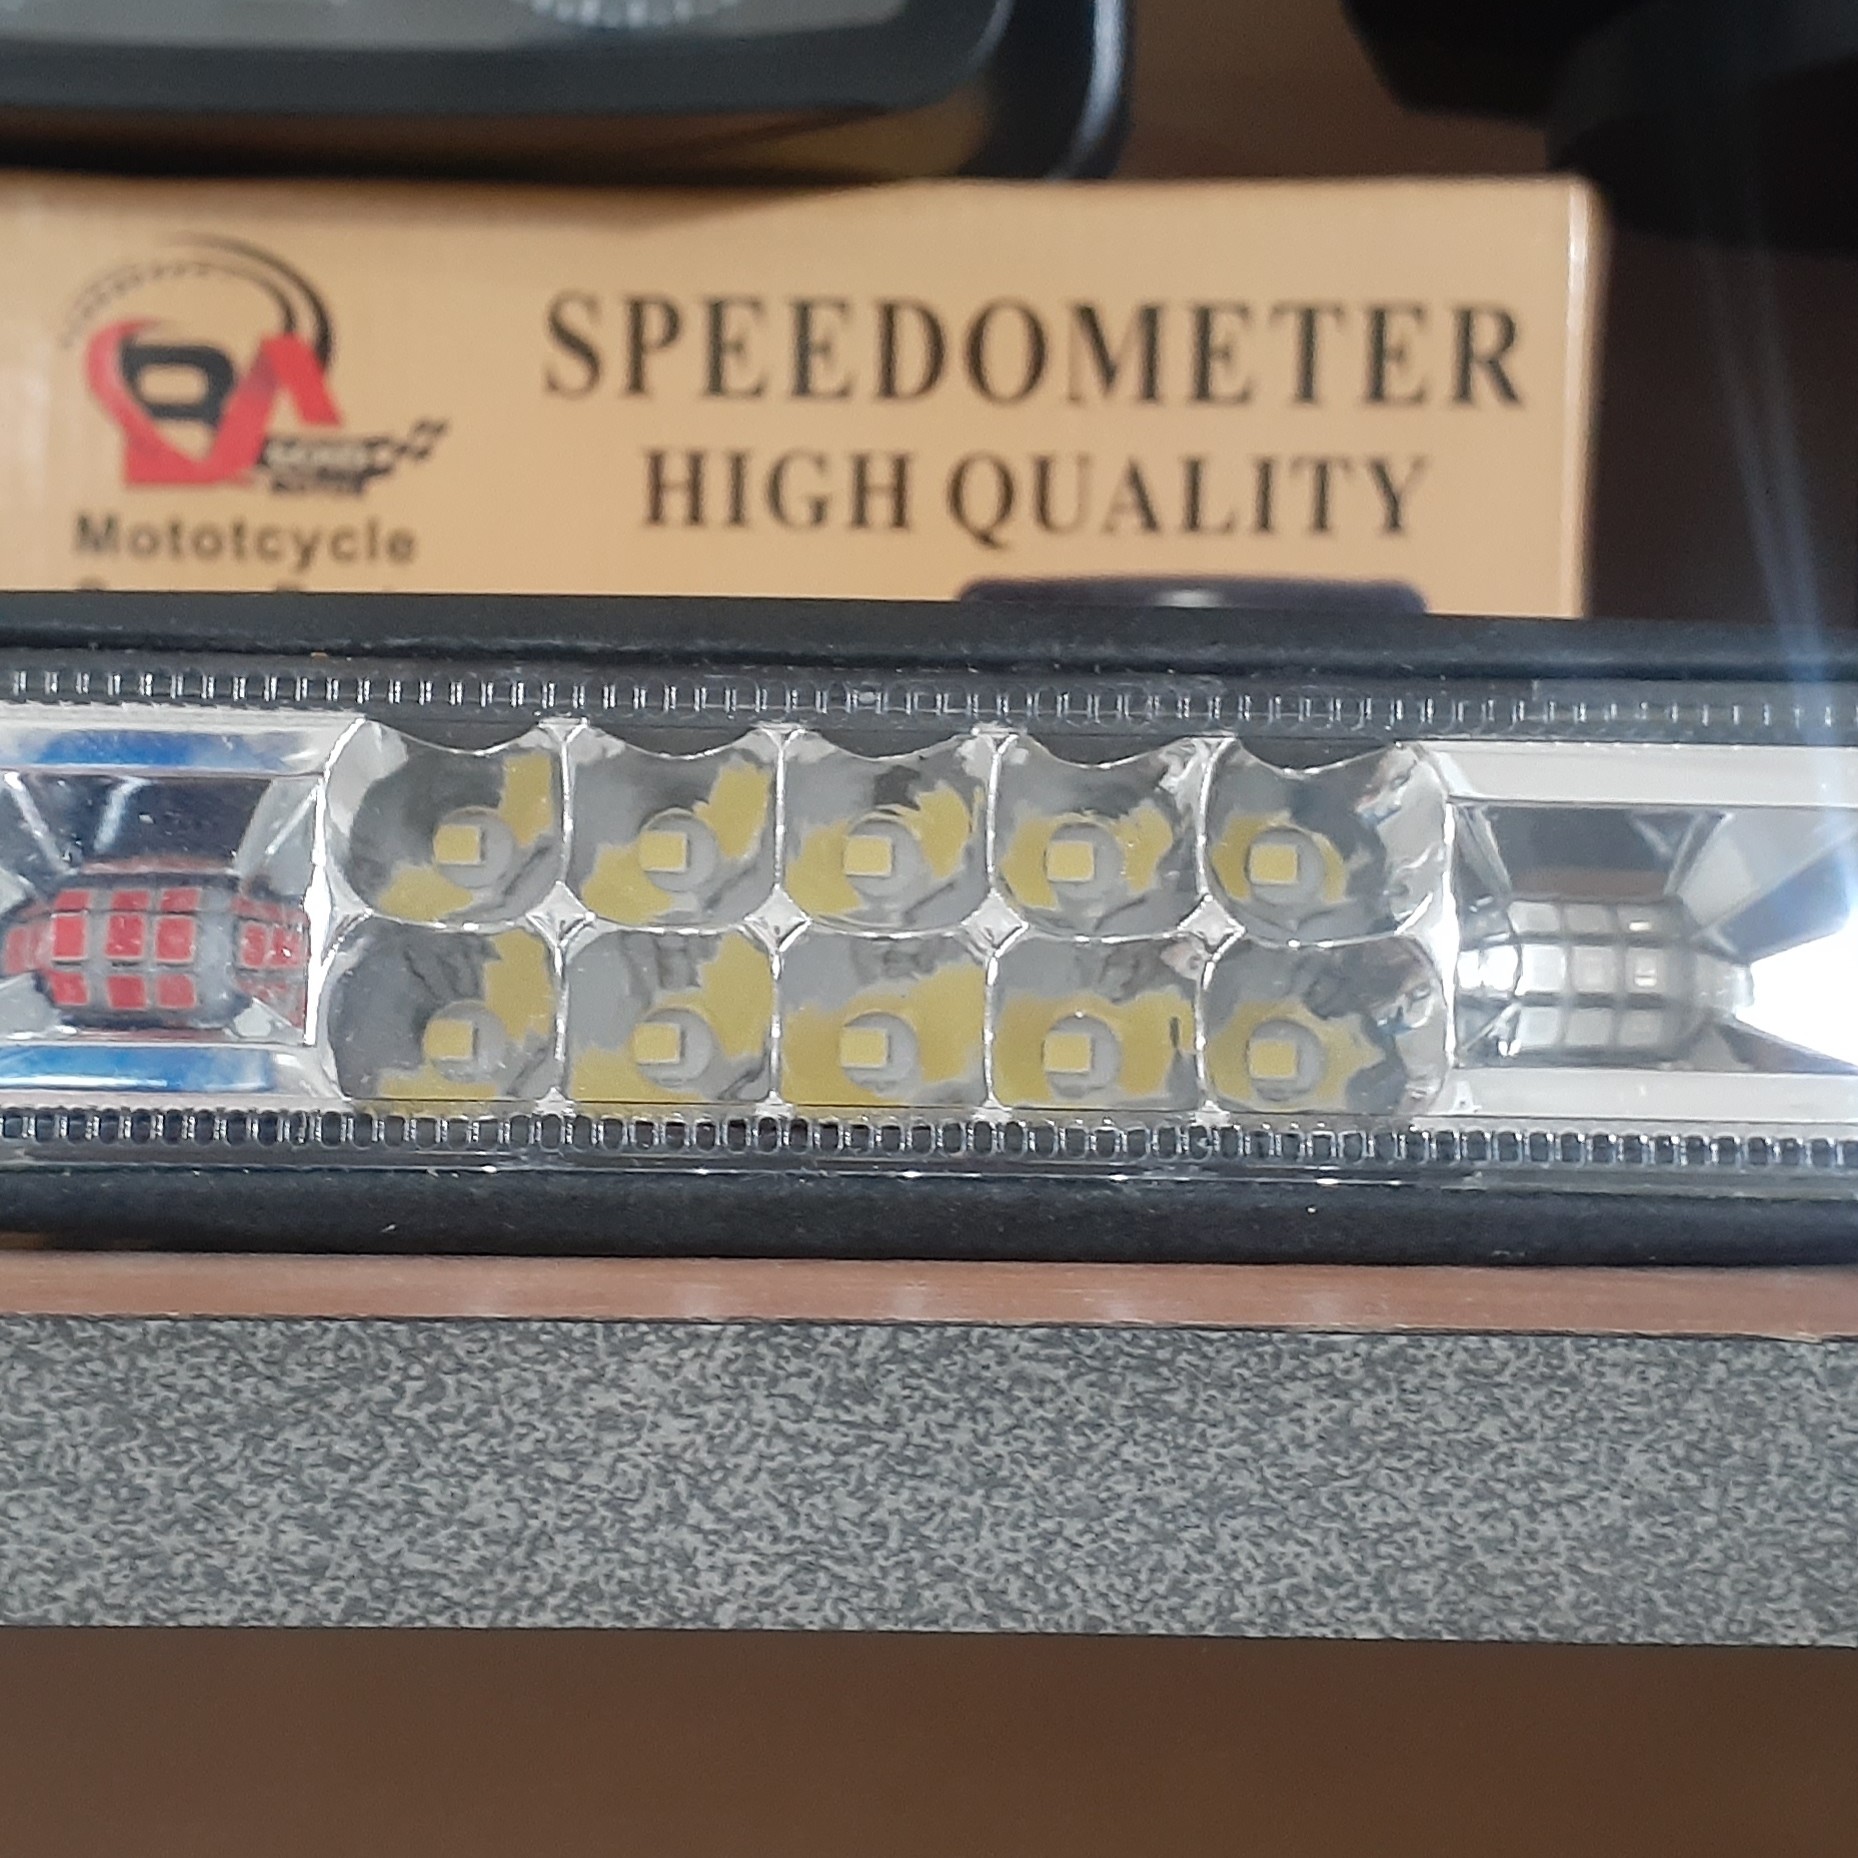 SPEEDOMETER
HIGH QUALITY
Mototcycle